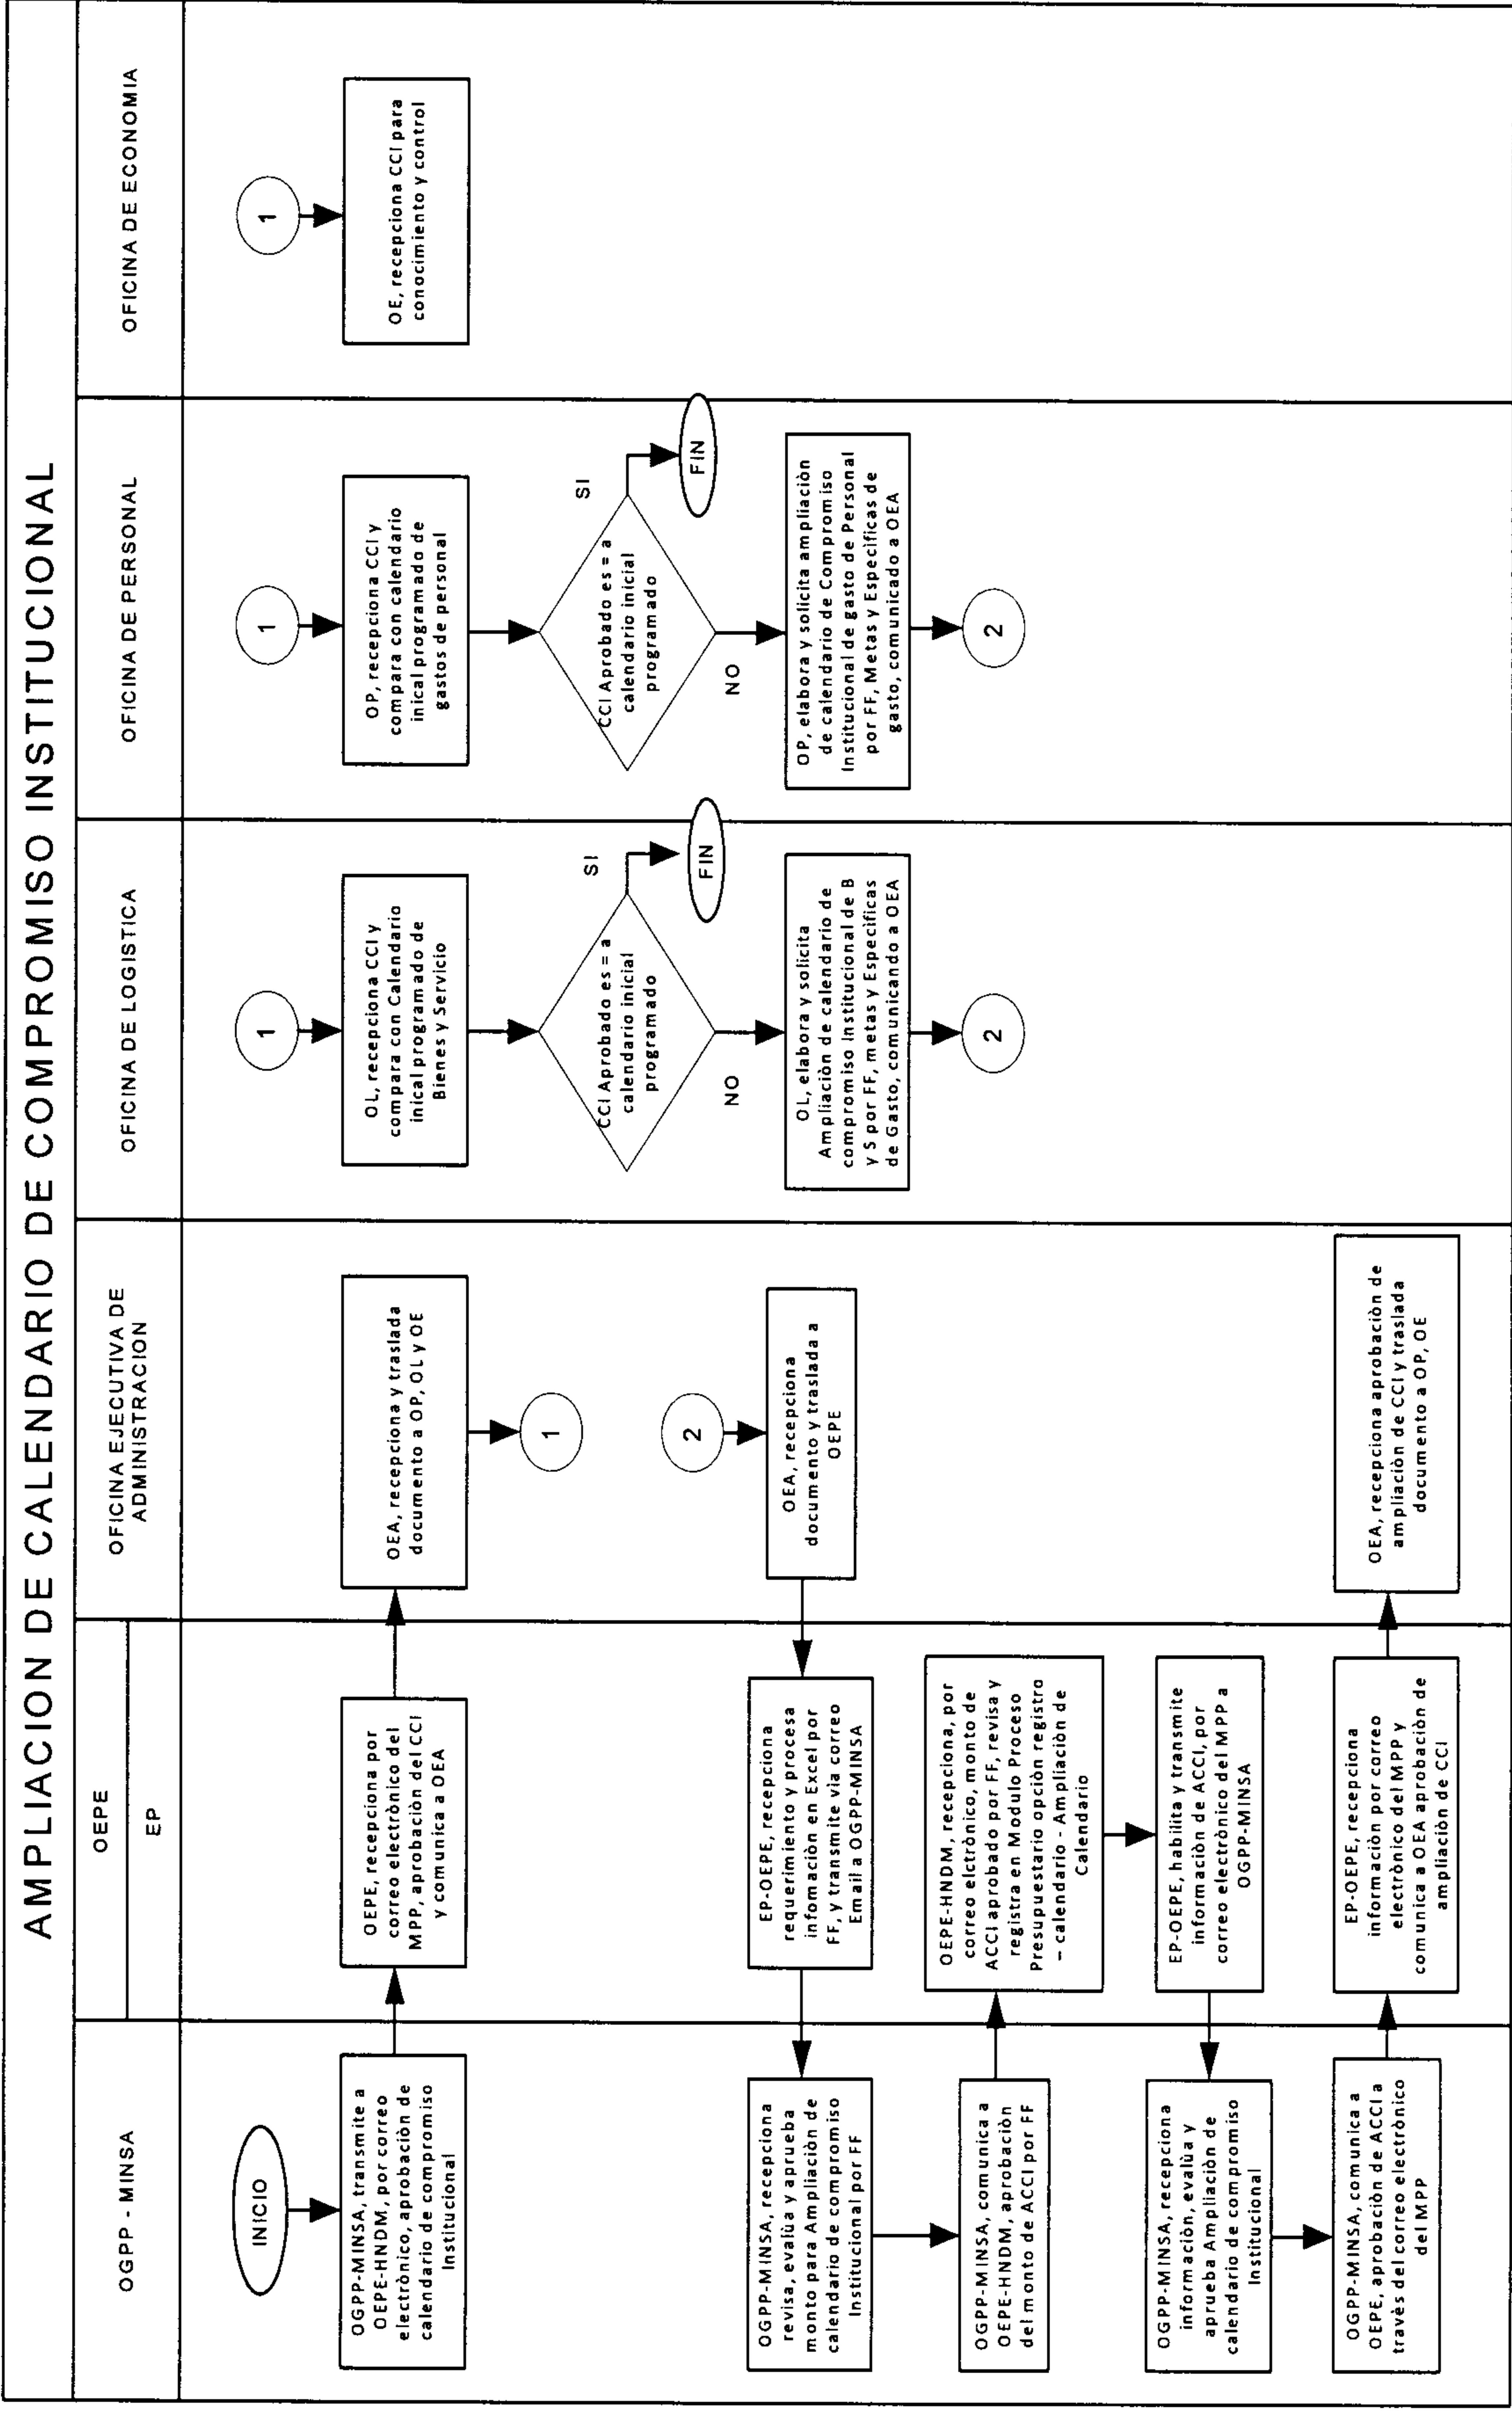 AMPLIACION DE CALENDARIO DE COMPROMISO INSTITUCIONAL
OGPP - MINSA
OEPE
EP
OFICINA EJECUTIVA DE
ADMINISTRACION
OFICINA DE LOGISTICA
OFICINA DE PERSONAL
OFICINA DE ECONOMIA
INICIO
OGPP-MINSA, transmite a
OEPE-HNDM, por correo
electrónico, aprobación de
calendario de compromiso
Institucional
OEPE, recepciona por
correo electrònico del
MPP, aprobaciòn del CCI
y comunica a OEA
OEA, recepciona y traslada
documento a OP, OL y OE
1
1
OL, recepciona CCI y
compara con Calendario
inical programado de
Bienes y Servicio
CCI Aprobado es = a
calendario inicial
programado
SI
FIN
NO
OL, elabora y solicita
Ampliaciòn de calendario de
compromiso Institucional de B
y S por FF, metas y Especìficas
de Gasto, comunicando a OEA
2
1
OP, recepciona CCI y
compara con calendario
inical programado de
gastos de personal
CCI Aprobado es = a
calendario inicial
programado
SI
FIN
NO
OP, elabora y solicita ampliaciòn
de calendario de Compromiso
Institucional de gasto de Personal
por FF, Metas y Especìficas de
gasto, comunicado a OEA
2
1
OE, recepciona CCI para
conocimiento y control
2
OEA, recepciona
documento y traslada a
OEPE
EP-OEPE, recepciona
requerimiento y procesa
infomaciòn en Excel por
FF, y transmite via correo
Email a OGPP-MINSA
OGPP-MINSA, recepciona
revisa, evalùa y aprueba
monto para Ampliaciòn de
calendario de compromiso
Institucional por FF
OGPP-MINSA, comunica a
OEPE-HNDM, aprobaciòn
del monto de ACCI por FF
OEPE-HNDM, recepciona, por
correo elctrònico, monto de
ACCI aprobado por FF, revisa y
registra en Modulo Proceso
Presupuestario opciòn registro
– calendario - Ampliaciòn de
Calendario
EP-OEPE, habilita y transmite
informaciòn de ACCI, por
correo electrònico del MPP a
OGPP-MINSA
OGPP-MINSA, recepciona
informaciòn, evalùa y
aprueba Ampliaciòn de
calendario de compromiso
Institucional
OGPP-MINSA, comunica a
OEPE, aprobaciòn de ACCI a
travès del correo electrònico
del MPP
EP-OEPE, recepciona
informaciòn por correo
electrònico del MPP y
comunica a OEA aprobaciòn de
ampliaciòn de CCI
OEA, recepciona aprobaciòn de
ampliaciòn de CCI y traslada
documento a OP, OE